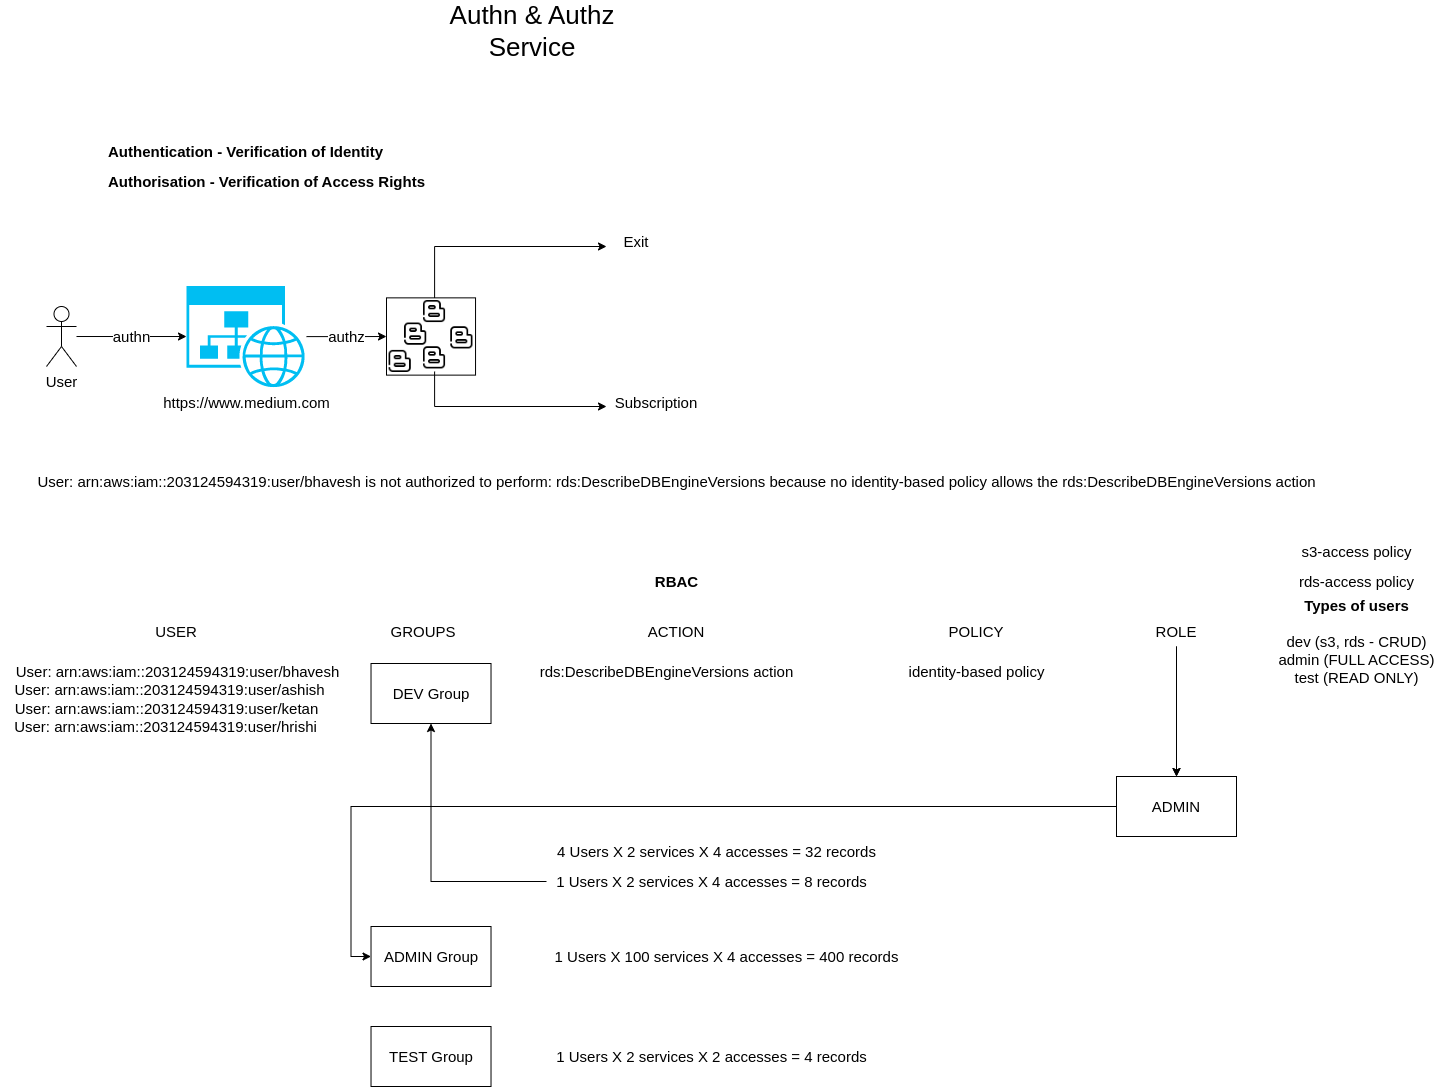 Authn & Authz
Service
Authentication - Verification of Identity
Authorisation - Verification of Access Rights
Exit
authn
authz
User
https://www.medium.com
Subscription
User: arn:aws:iam::203124594319:user/bhavesh is not authorized to perform: rds:DescribeDBEngineVersions because no identity-based policy allows the rds:DescribeDBEngineVersions action
s3-access policy
RBAC
rds-access policy
Types of users
USER
GROUPS
ACTION
POLICY
ROLE
dev (s3, rds - CRUD)
admin (FULL ACCESS)
test (READ ONLY)
User: arn:aws:iam::203124594319:user/bhavesh
User: arn:aws:iam::203124594319:user/ashish
User: arn:aws:iam::203124594319:user/ketan
User: arn:aws:iam::203124594319:user/hrishi
DEV Group
rds:DescribeDBEngineVersions action
identity-based policy
ADMIN
4 Users X 2 services X 4 accesses = 32 records
1 Users X 2 services X 4 accesses = 8 records
ADMIN Group
1 Users X 100 services X 4 accesses = 400 records
TEST Group
1 Users X 2 services X 2 accesses = 4 records